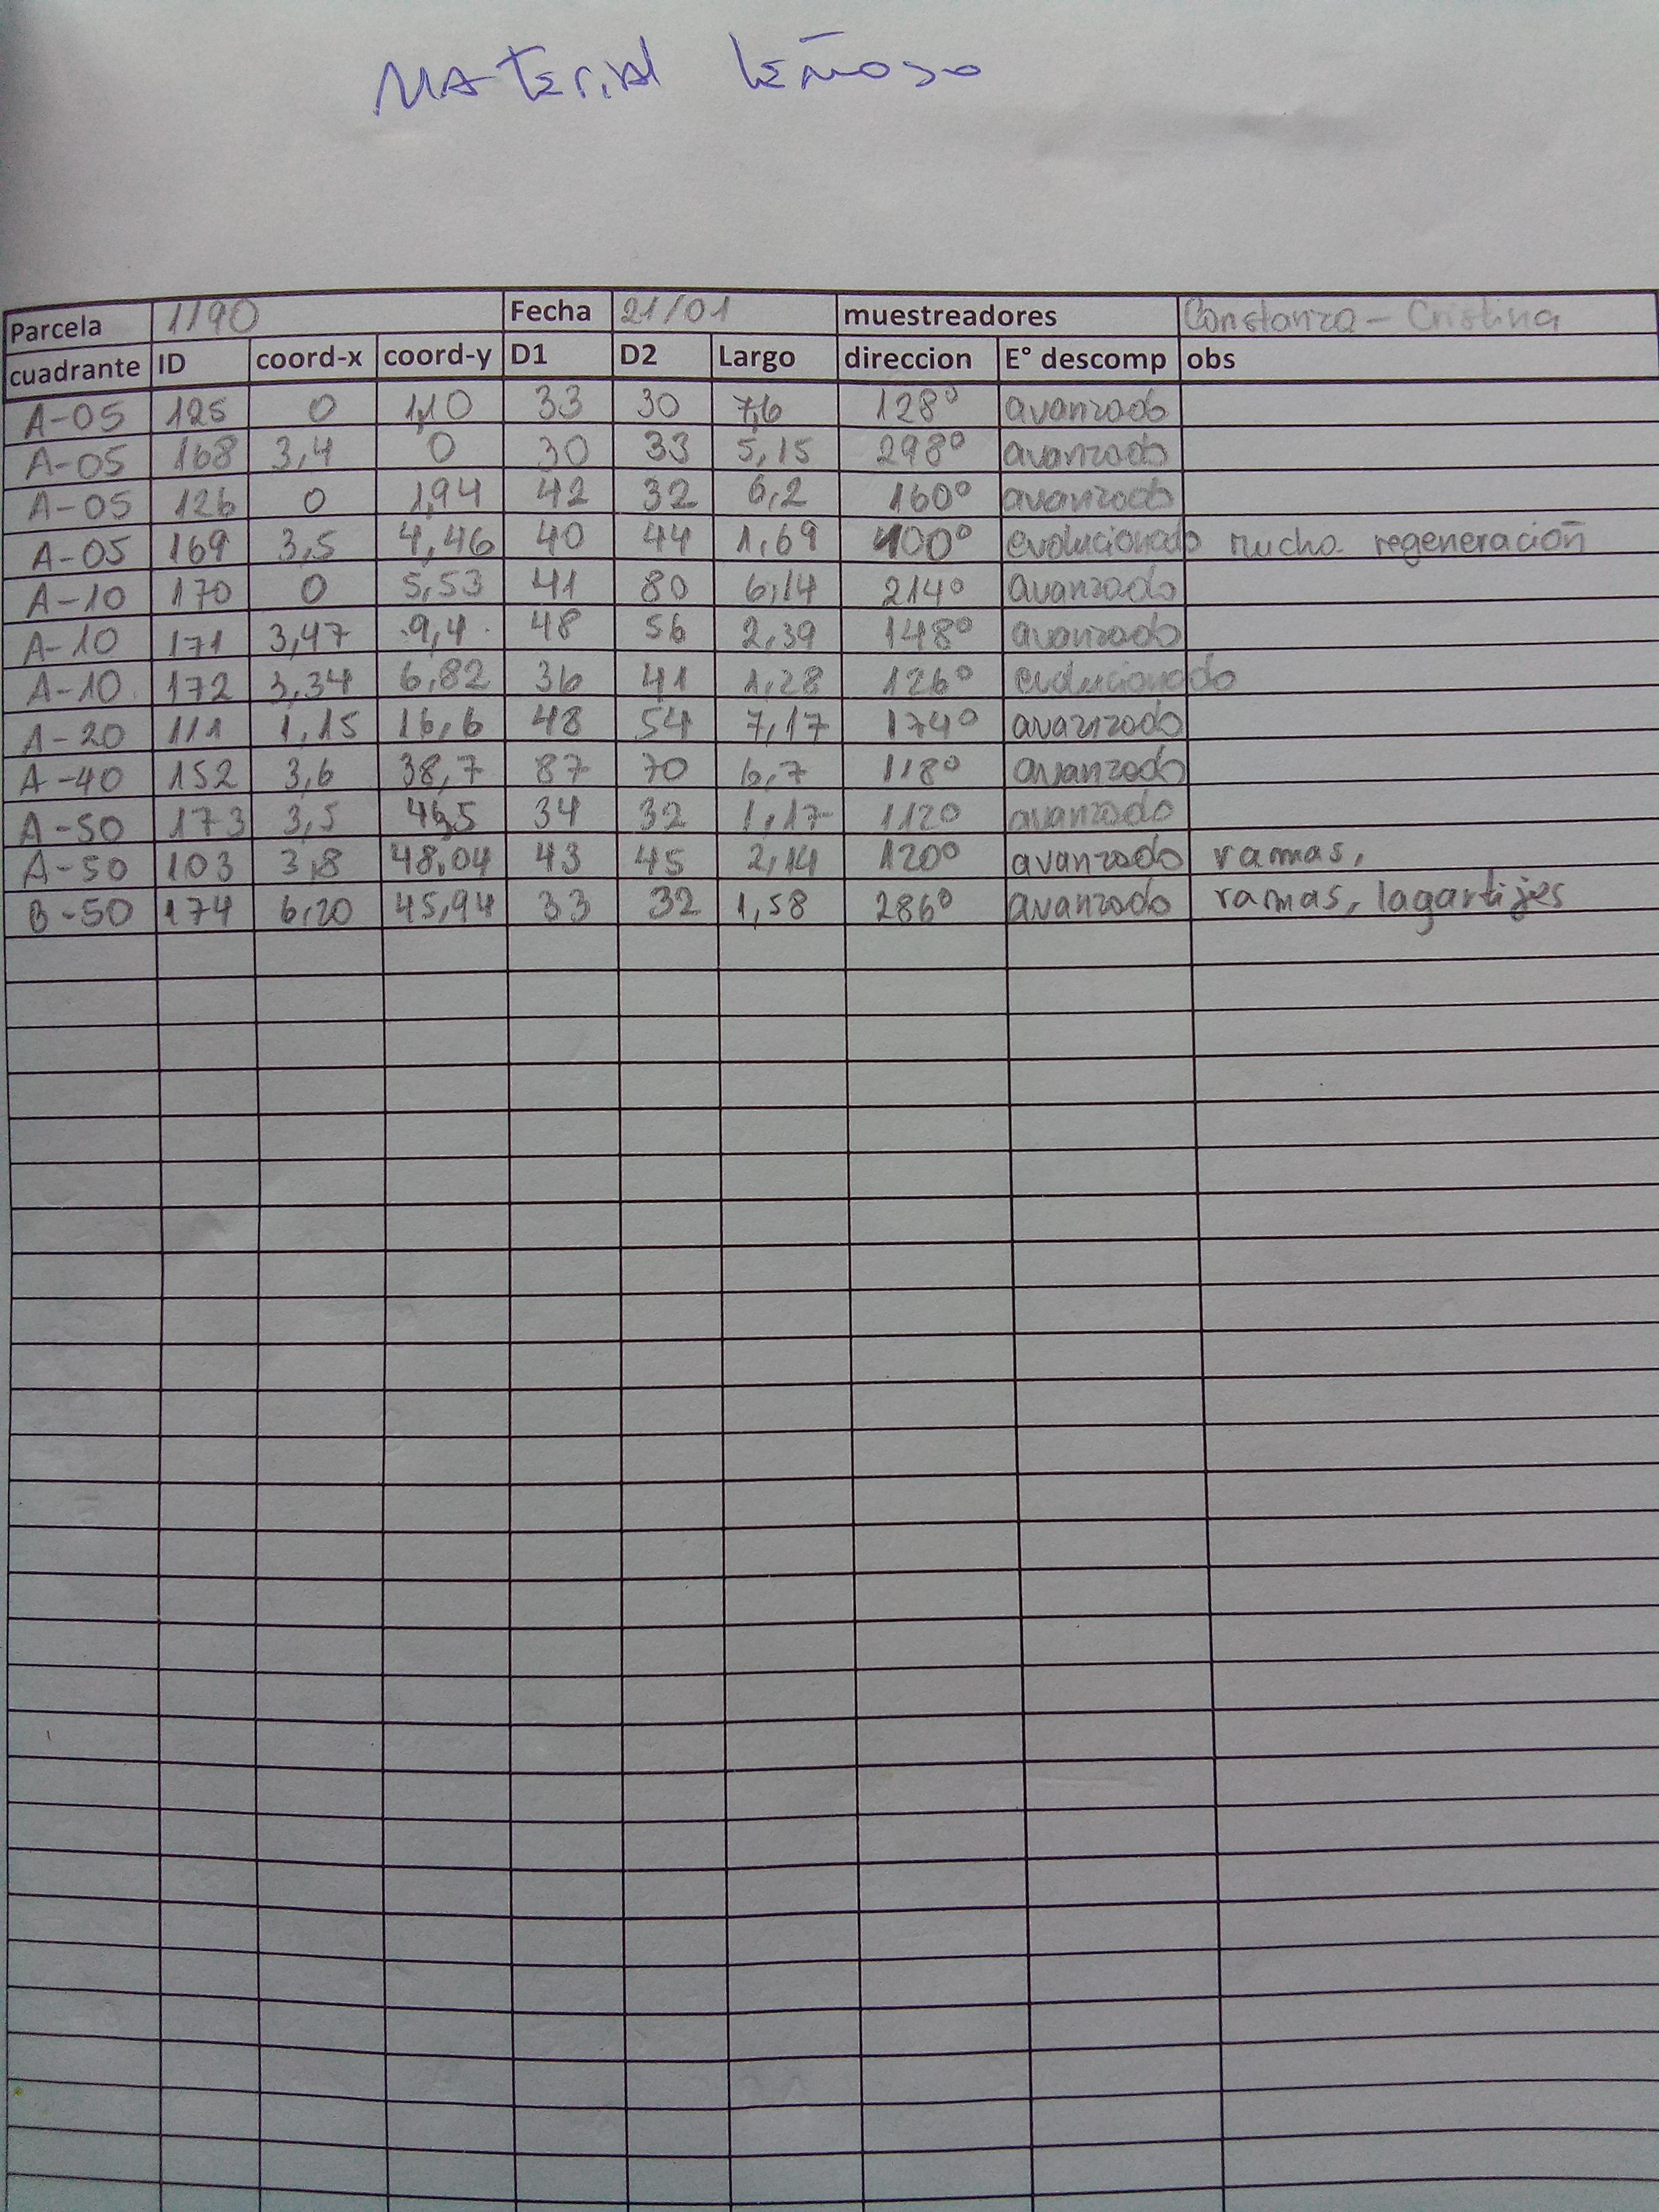 Material leñoso
Parcela 1190 Fecha 21/01 muestreadores Constanza - Cristina
cuadrante ID coord-x coord-y D1 D2 Largo direccion E° descomp obs
A-05 125 0 1,10 33 30 7,6 128° avanzado
A-05 168 3,4 0 30 33 5,15 298° avanzado
A-05 126 0 1,94 42 32 6,2 160° avanzado
A-05 169 3,5 4,46 40 44 1,69 100° evolucionado mucha regeneración
A-10 170 0 5,53 41 80 6,14 214° avanzado
A-10 171 3,47 9,4 48 56 2,39 148° avanzado
A-10 172 3,34 6,82 36 41 1,28 126° evolucionado
A-20 111 1,15 16,6 48 54 7,17 174° avanzado
A-40 152 3,6 38,7 87 70 6,7 118° avanzado
A-50 173 3,5 34 32 1,17 112° avanzado
A-50 103 3,8 48,04 43 45 2,14 120° avanzado ramas,
B-50 174 6,20 45,94 33 32 1,58 286° avanzado ramas, lagartijes